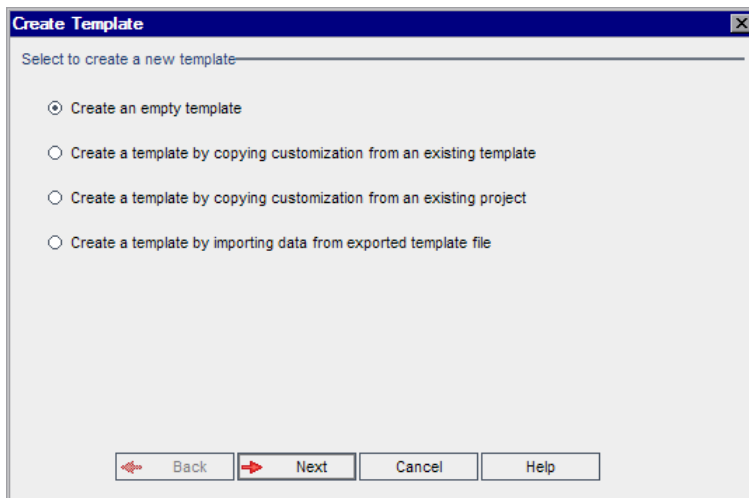 Create Template
Select to create a new template
Create an empty template
Create a template by copying customization from an existing template
Create a template by copying customization from an existing project
Create a template by importing data from exported template file
Back Next Cancel Help